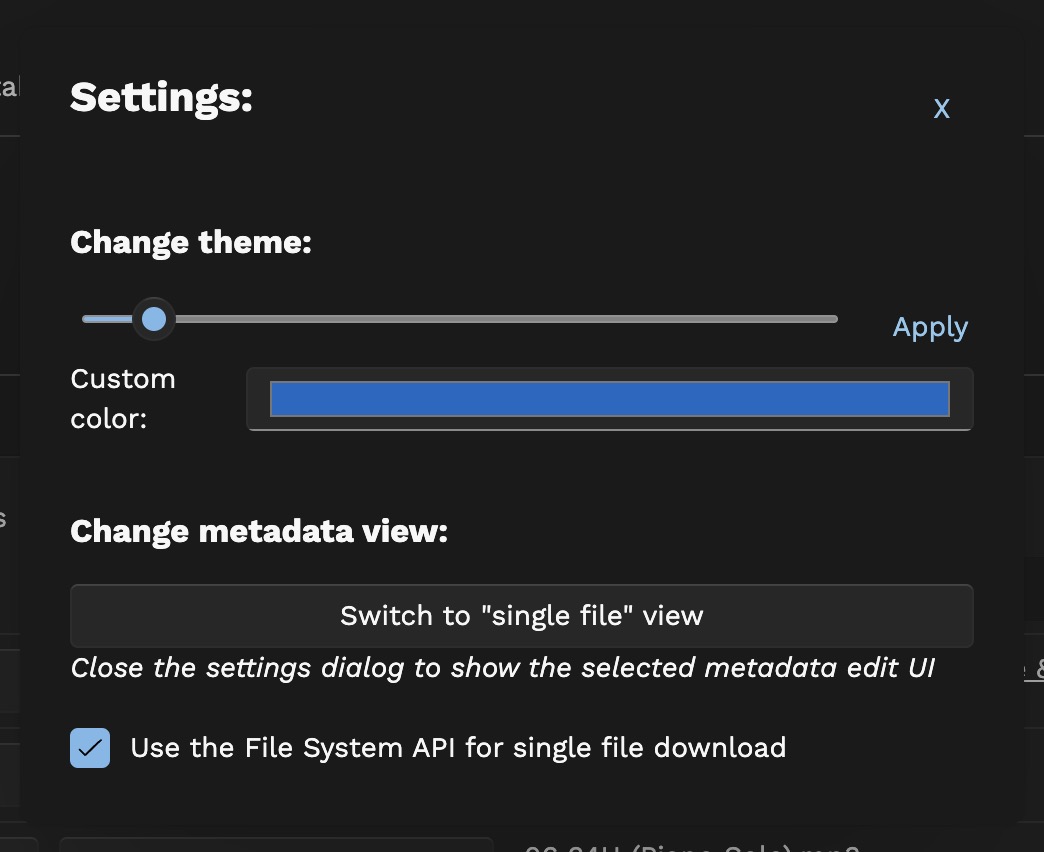 Settings:
X
Change theme:
Apply
Custom
color:
Change metadata view:
Switch to "single file" view
Close the settings dialog to show the selected metadata edit UI
Use the File System API for single file download